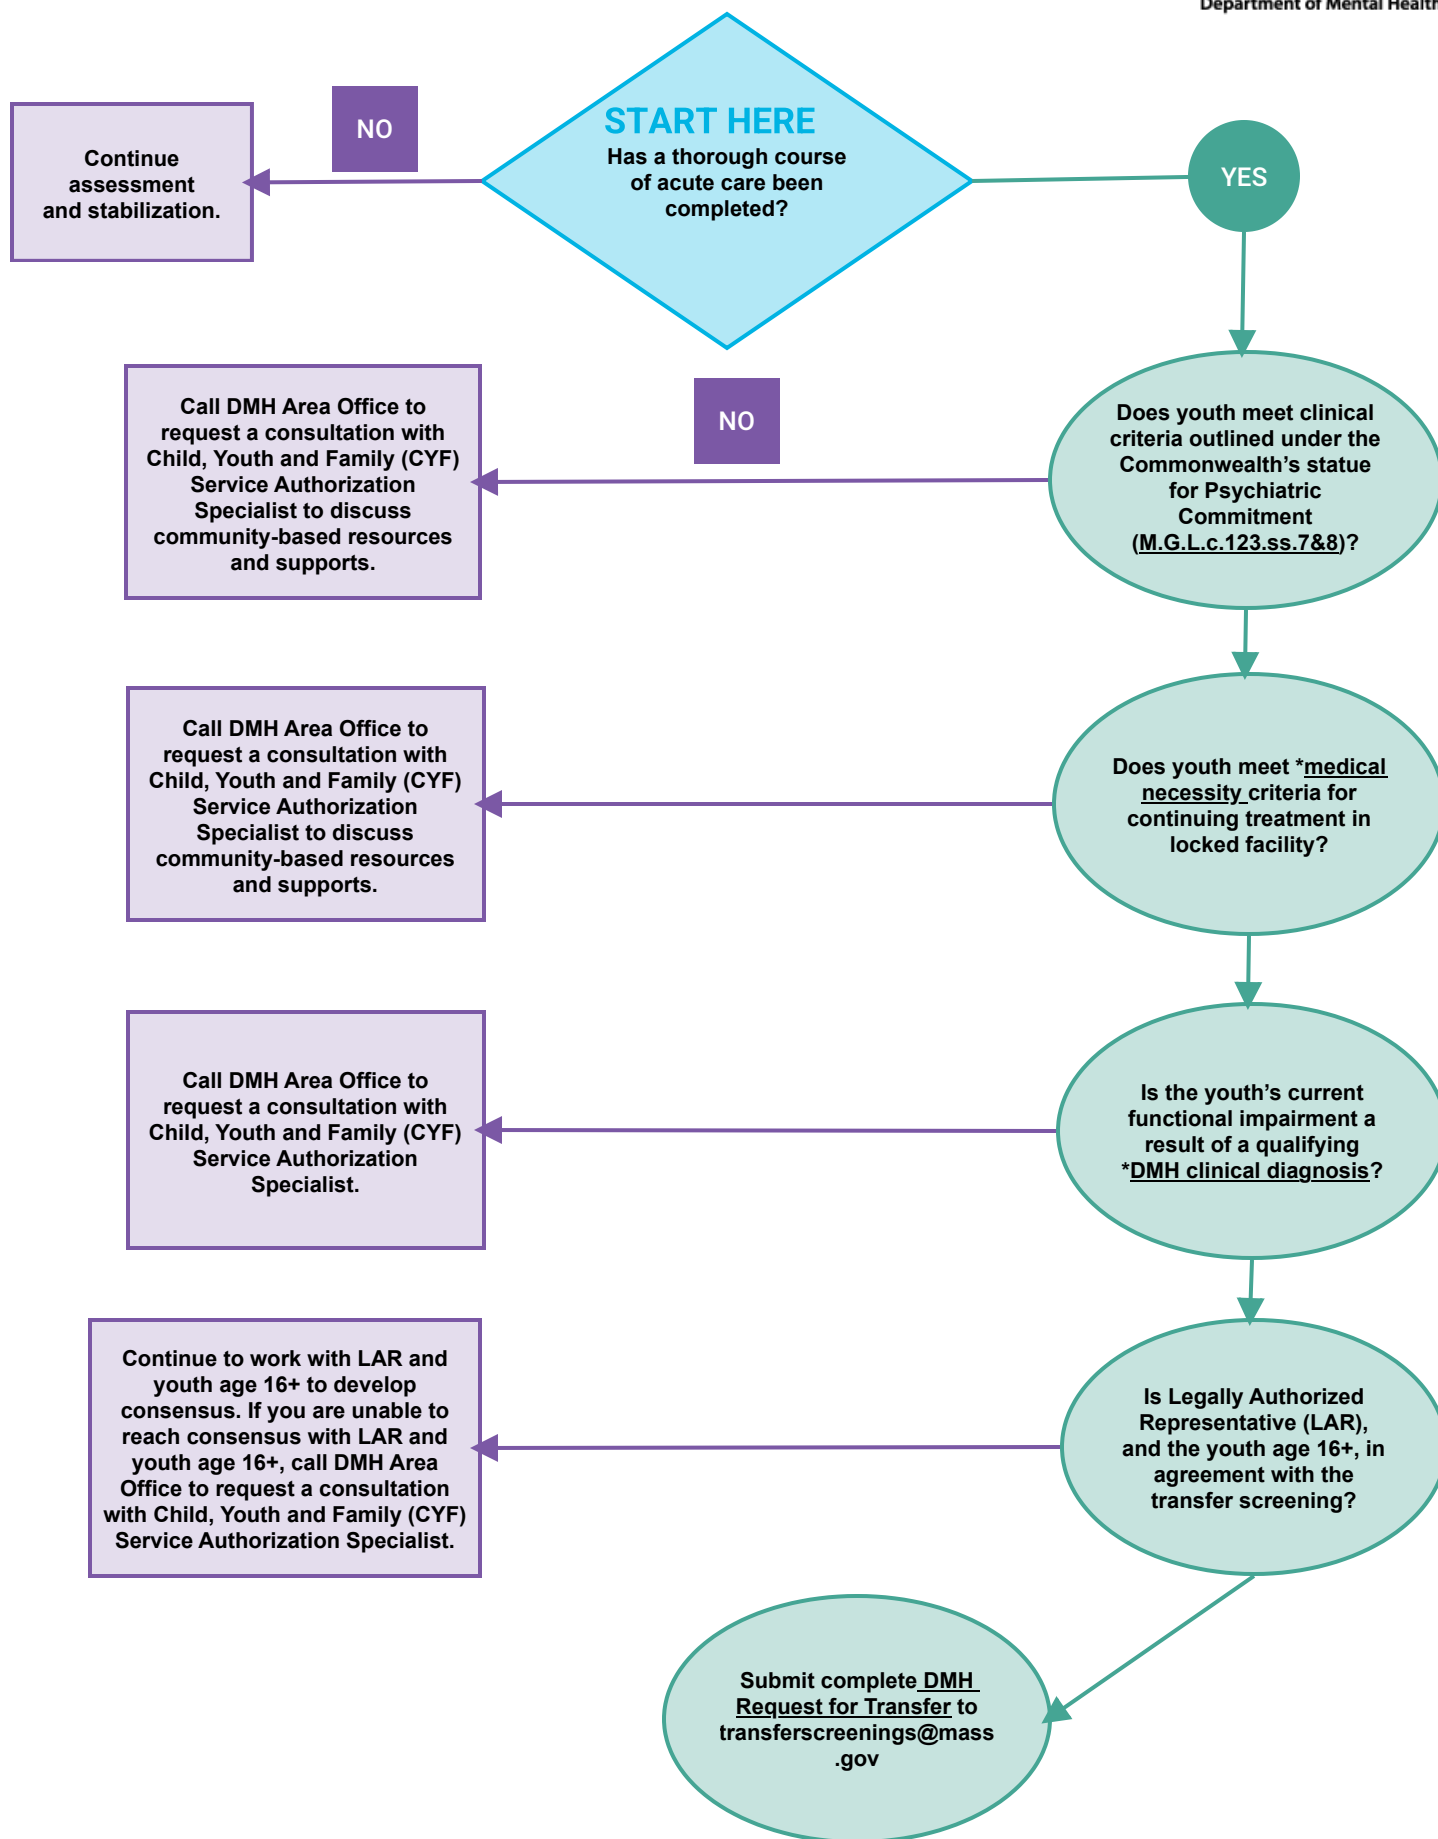 Department of Mental Health
START HERE
Has a thorough course
of acute care been
completed?
NO
Continue
assessment
and stabilization.
YES
Does youth meet clinical
criteria outlined under the
Commonwealth's statue
for Psychiatric
Commitment
(M.G.L.c.123.ss.7&8)?
NO
Call DMH Area Office to
request a consultation with
Child, Youth and Family (CYF)
Service Authorization
Specialist to discuss
community-based resources
and supports.
Does youth meet *medical
necessity criteria for
continuing treatment in
locked facility?
Call DMH Area Office to
request a consultation with
Child, Youth and Family (CYF)
Service Authorization
Specialist to discuss
community-based resources
and supports.
Is the youth's current
functional impairment a
result of a qualifying
*DMH clinical diagnosis?
Call DMH Area Office to
request a consultation with
Child, Youth and Family (CYF)
Service Authorization
Specialist.
Is Legally Authorized
Representative (LAR),
and the youth age 16+, in
agreement with the
transfer screening?
Continue to work with LAR and
youth age 16+ to develop
consensus. If you are unable to
reach consensus with LAR and
youth age 16+, call DMH Area
Office to request a consultation
with Child, Youth and Family (CYF)
Service Authorization Specialist.
Submit complete DMH
Request for Transfer to
transferscreenings@mass
.gov